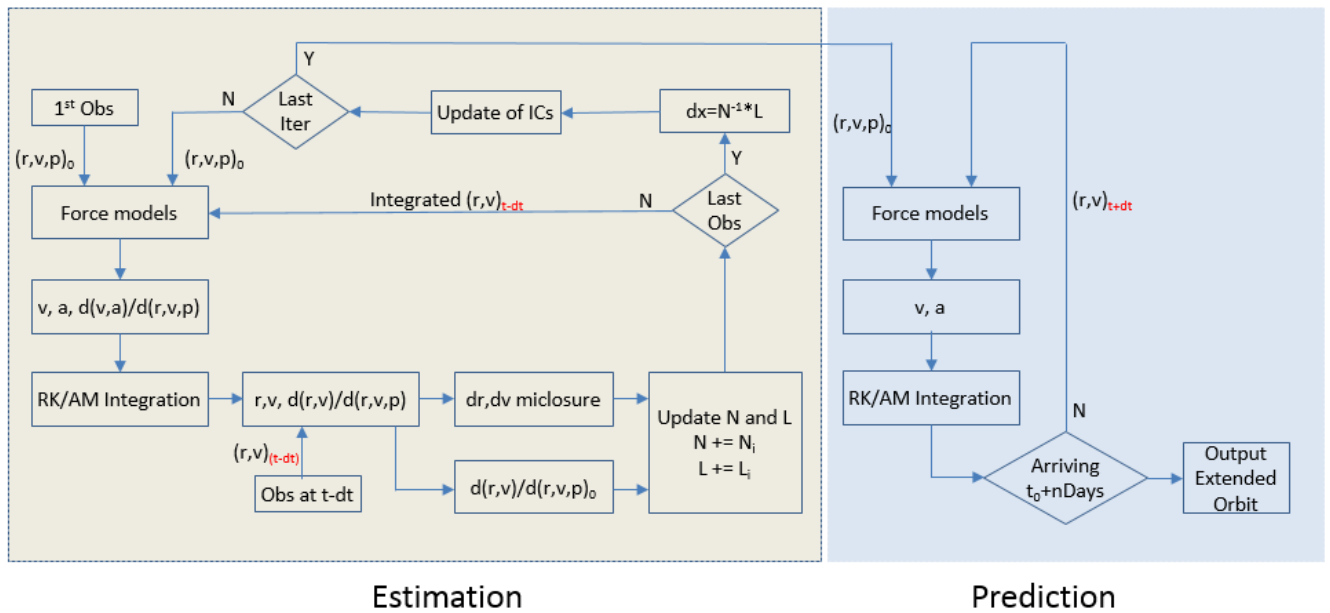 Y
N
1st Obs
Last
Iter
Update of ICs
dx=N-1*L
(r,v,p)0
(r,v,p)0
Y
Force models
Integrated (r,v)t-dt
N
Last
Obs
v, a, d(v,a)/d(r,v,p)
RK/AM Integration
r,v, d(r,v)/d(r,v,p)
dr,dv miclosure
(r,v)(t-dt)
Obs at t-dt
d(r,v)/d(r,v,p)0
Update N and L
N += Ni
L += Li
Estimation
(r,v,p)0
Force models
(r,v)t+dt
v, a
RK/AM Integration
N
Arriving
t0+nDays
Output
Extended
Orbit
Prediction